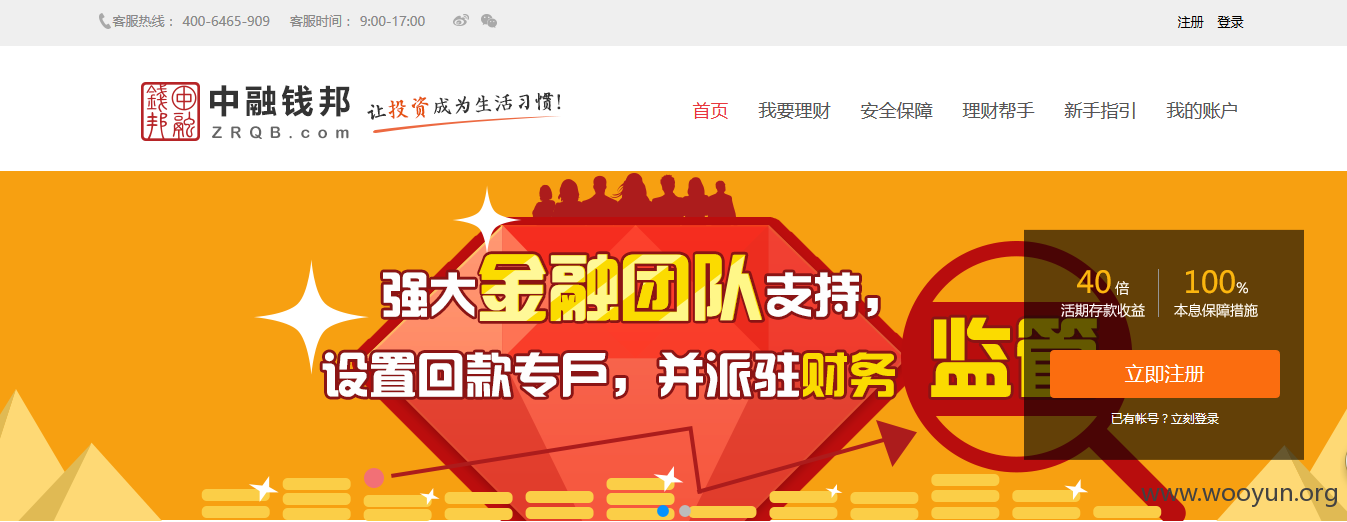 客服热线： 400-6465-909 客服时间： 9:00-17:00 注册 登录
錢邦 中融
中融钱邦
ZRQB.com
让投资成为生活习惯!
首页 我要理财 安全保障 理财帮手 新手指引 我的账户
强大金融团队支持，
设置回款专户，并派驻财务 监管
40倍 100%
活期存款收益 本息保障措施
立即注册
已有帐号？立刻登录
www.wooyun.org